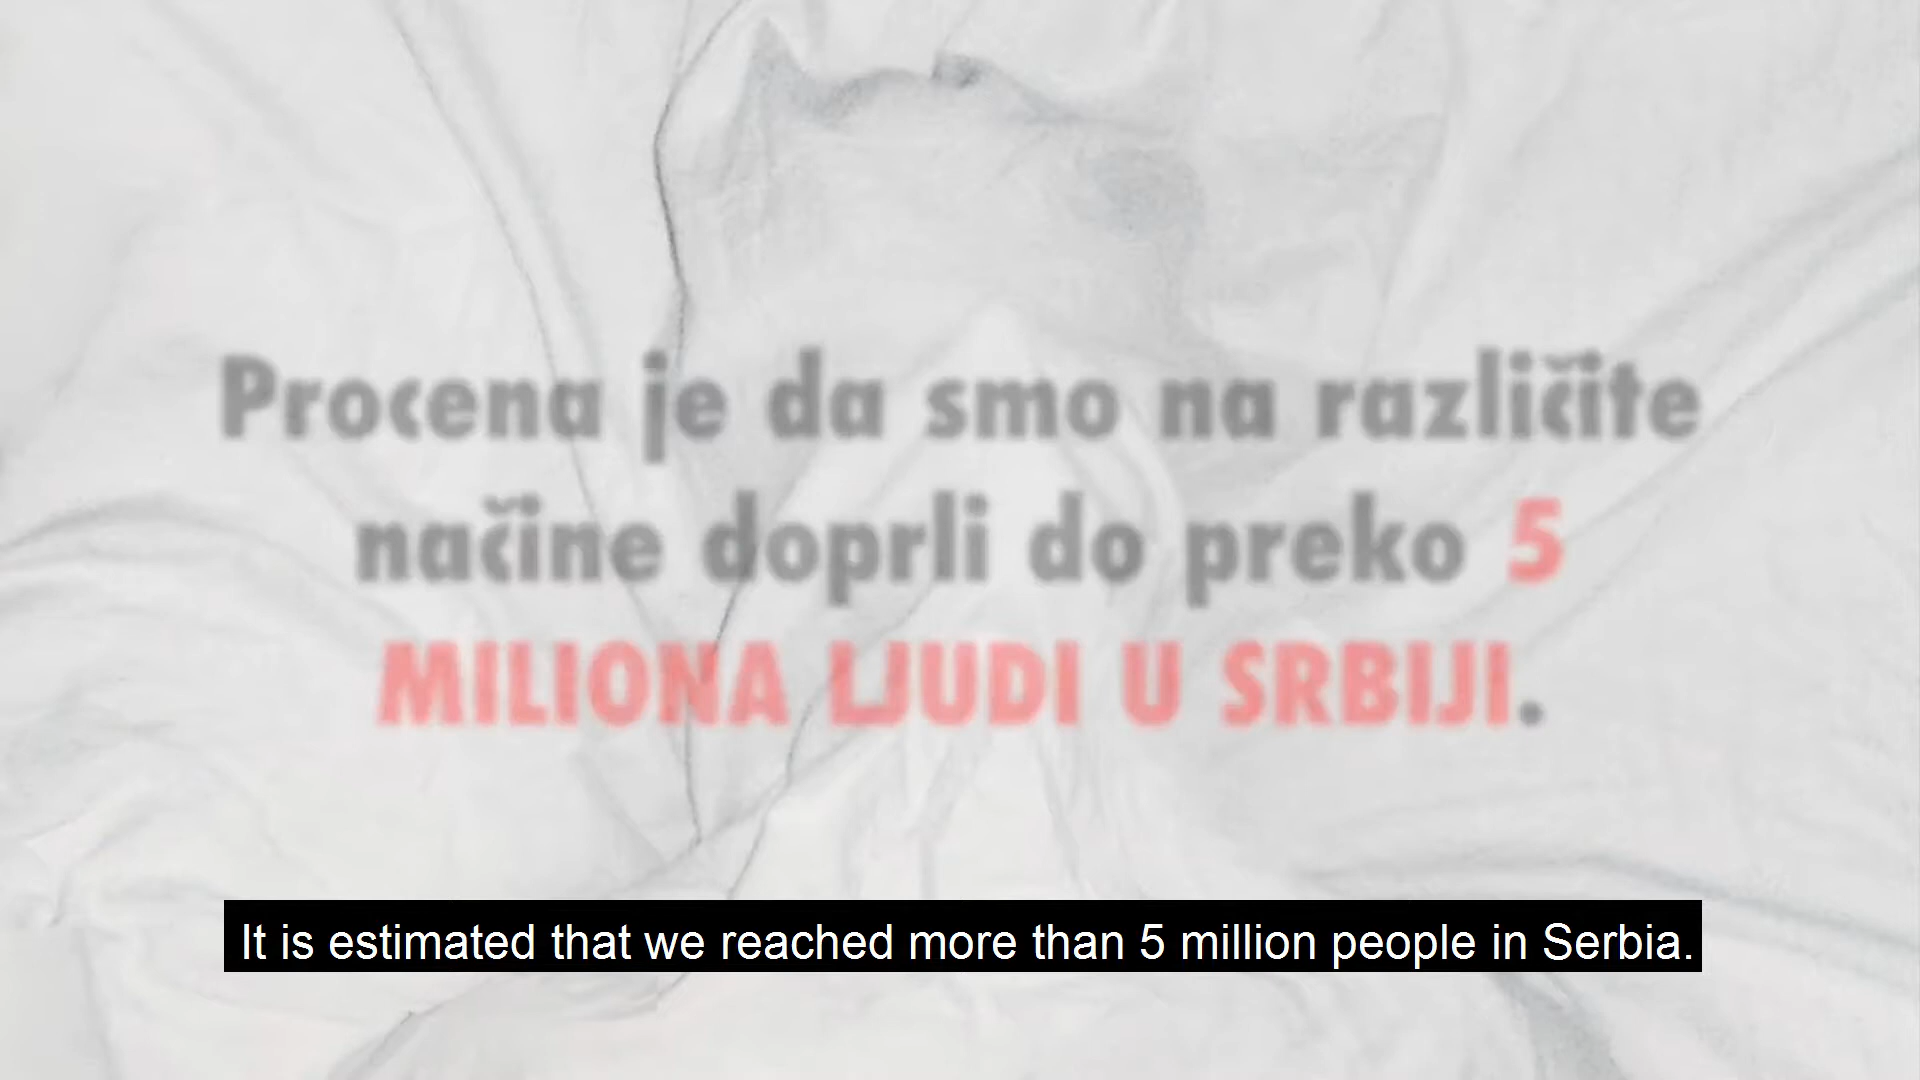 Procena je da smo na različite
načine doprli do preko 5
MILIONA LJUDI U SRBIJI.
It is estimated that we reached more than 5 million people in Serbia.